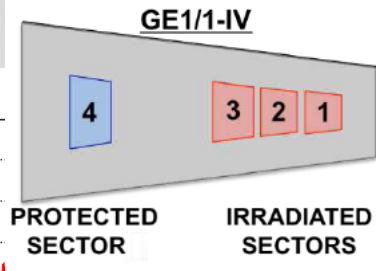 GE1/1-IV
4 3 2 1
PROTECTED IRRADIATED
SECTOR SECTORS